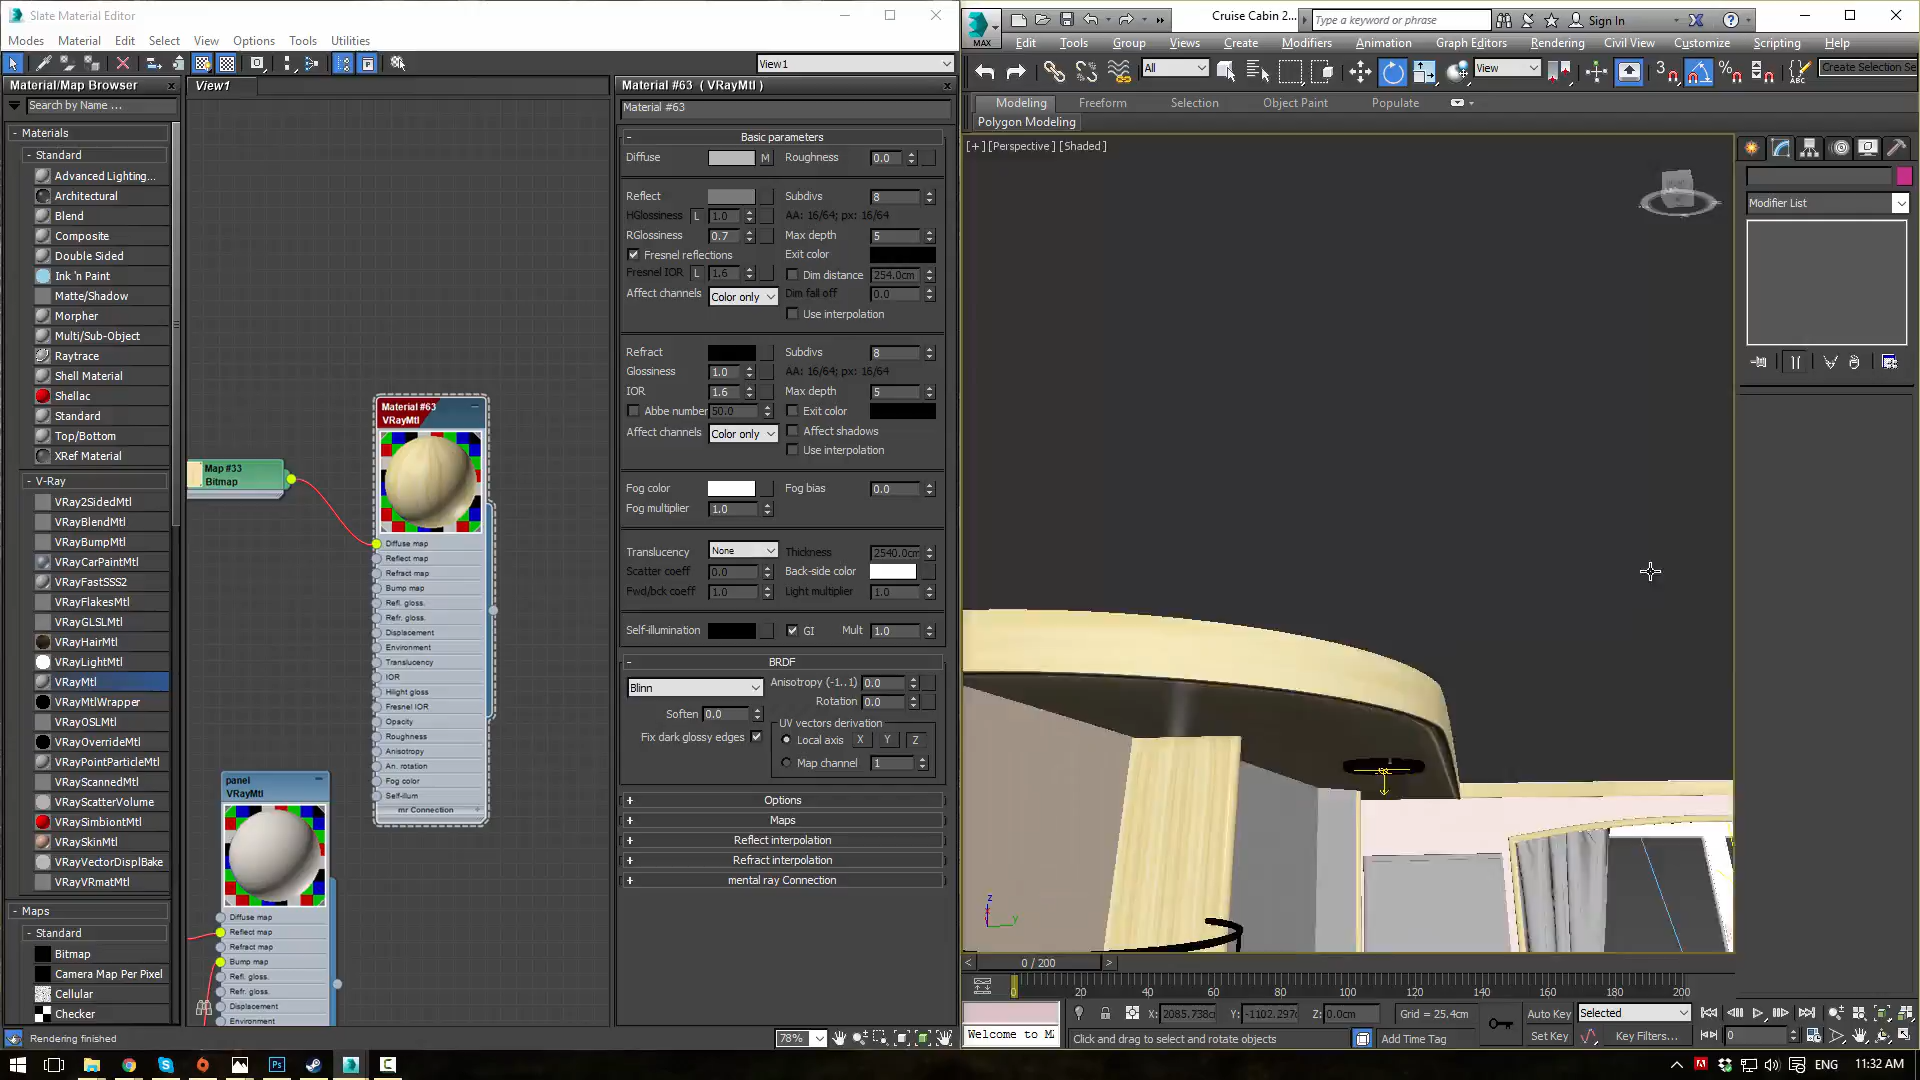 Slate Material Editor
Modes Material Edit Select View Options Tools Utilities
View1
Material/Map Browser
Search by Name ...
- Materials
- Standard
Advanced Lighting...
Architectural
Blend
Composite
Double Sided
Ink 'n Paint
Matte/Shadow
Morpher
Multi/Sub-Object
Raytrace
Shell Material
Shellac
Standard
Top/Bottom
XRef Material
- V-Ray
VRay2SidedMtl
VRayBlendMtl
VRayBumpMtl
VRayCarPaintMtl
VRayFastSSS2
VRayFlakesMtl
VRayGLSLMtl
VRayHairMtl
VRayLightMtl
VRayMtl
VRayMtlWrapper
VRayOSLMtl
VRayOverrideMtl
VRayPointParticleMtl
VRayScannedMtl
VRayScatterVolume
VRaySimbiontMtl
VRaySkinMtl
VRayVectorDisplBake
VRayVRmatMtl
- Maps
- Standard
Bitmap
Camera Map Per Pixel
Cellular
Checker
Rendering finished
View1
Map #33
Bitmap
Material #63
VRayMtl
Diffuse map
Reflect map
Refract map
Bump map
Refl. gloss.
Refr. gloss.
Displacement
Environment
Translucency
IOR
Hilight gloss
Fresnel IOR
Opacity
Roughness
Anisotropy
An. rotation
Fog color
Self-illum
mr Connection
panel
VRayMtl
Diffuse map
Reflect map
Refract map
Bump map
Refl. gloss.
Refr. gloss.
Displacement
Environment
78%
Material #63 ( VRayMtl )
Material #63
- Basic parameters
Diffuse M Roughness 0.0
Reflect Subdivs 8
HGlossiness L 1.0 AA: 16/64; px: 16/64
RGlossiness 0.7 Max depth 5
Fresnel reflections Exit color
Fresnel IOR L 1.6 Dim distance 254.0cm
Affect channels Color only Dim fall off 0.0
Use interpolation
Refract Subdivs 8
Glossiness 1.0 AA: 16/64; px: 16/64
IOR 1.6 Max depth 5
Abbe number 50.0 Exit color
Affect channels Color only Affect shadows
Use interpolation
Fog color Fog bias 0.0
Fog multiplier 1.0
Translucency None Thickness 2540.0cm
Scatter coeff 0.0 Back-side color
Fwd/bck coeff 1.0 Light multiplier 1.0
Self-illumination GI Mult 1.0
- BRDF
Blinn Anisotropy (-1..1) 0.0
Rotation 0.0
Soften 0.0 UV vectors derivation
Fix dark glossy edges Local axis X Y Z
Map channel 1
+ Options
+ Maps
+ Reflect interpolation
+ Refract interpolation
+ mental ray Connection
MAX Cruise Cabin 2... Type a keyword or phrase Sign In
Edit Tools Group Views Create Modifiers Animation Graph Editors Rendering Civil View Customize Scripting Help
All View 3 Create Selection Se
Modeling Freeform Selection Object Paint Populate
Polygon Modeling
[+] [Perspective] [Shaded]
Modifier List
z
y
< 0 / 200 >
0 20 40 60 80 100 120 140 160 180 200
X: 2085.738c Y: -1102.297c Z: 0.0cm Grid = 25.4cm Auto Key Selected
Welcome to M Click and drag to select and rotate objects Add Time Tag Set Key Key Filters... 0
ENG 11:32 AM